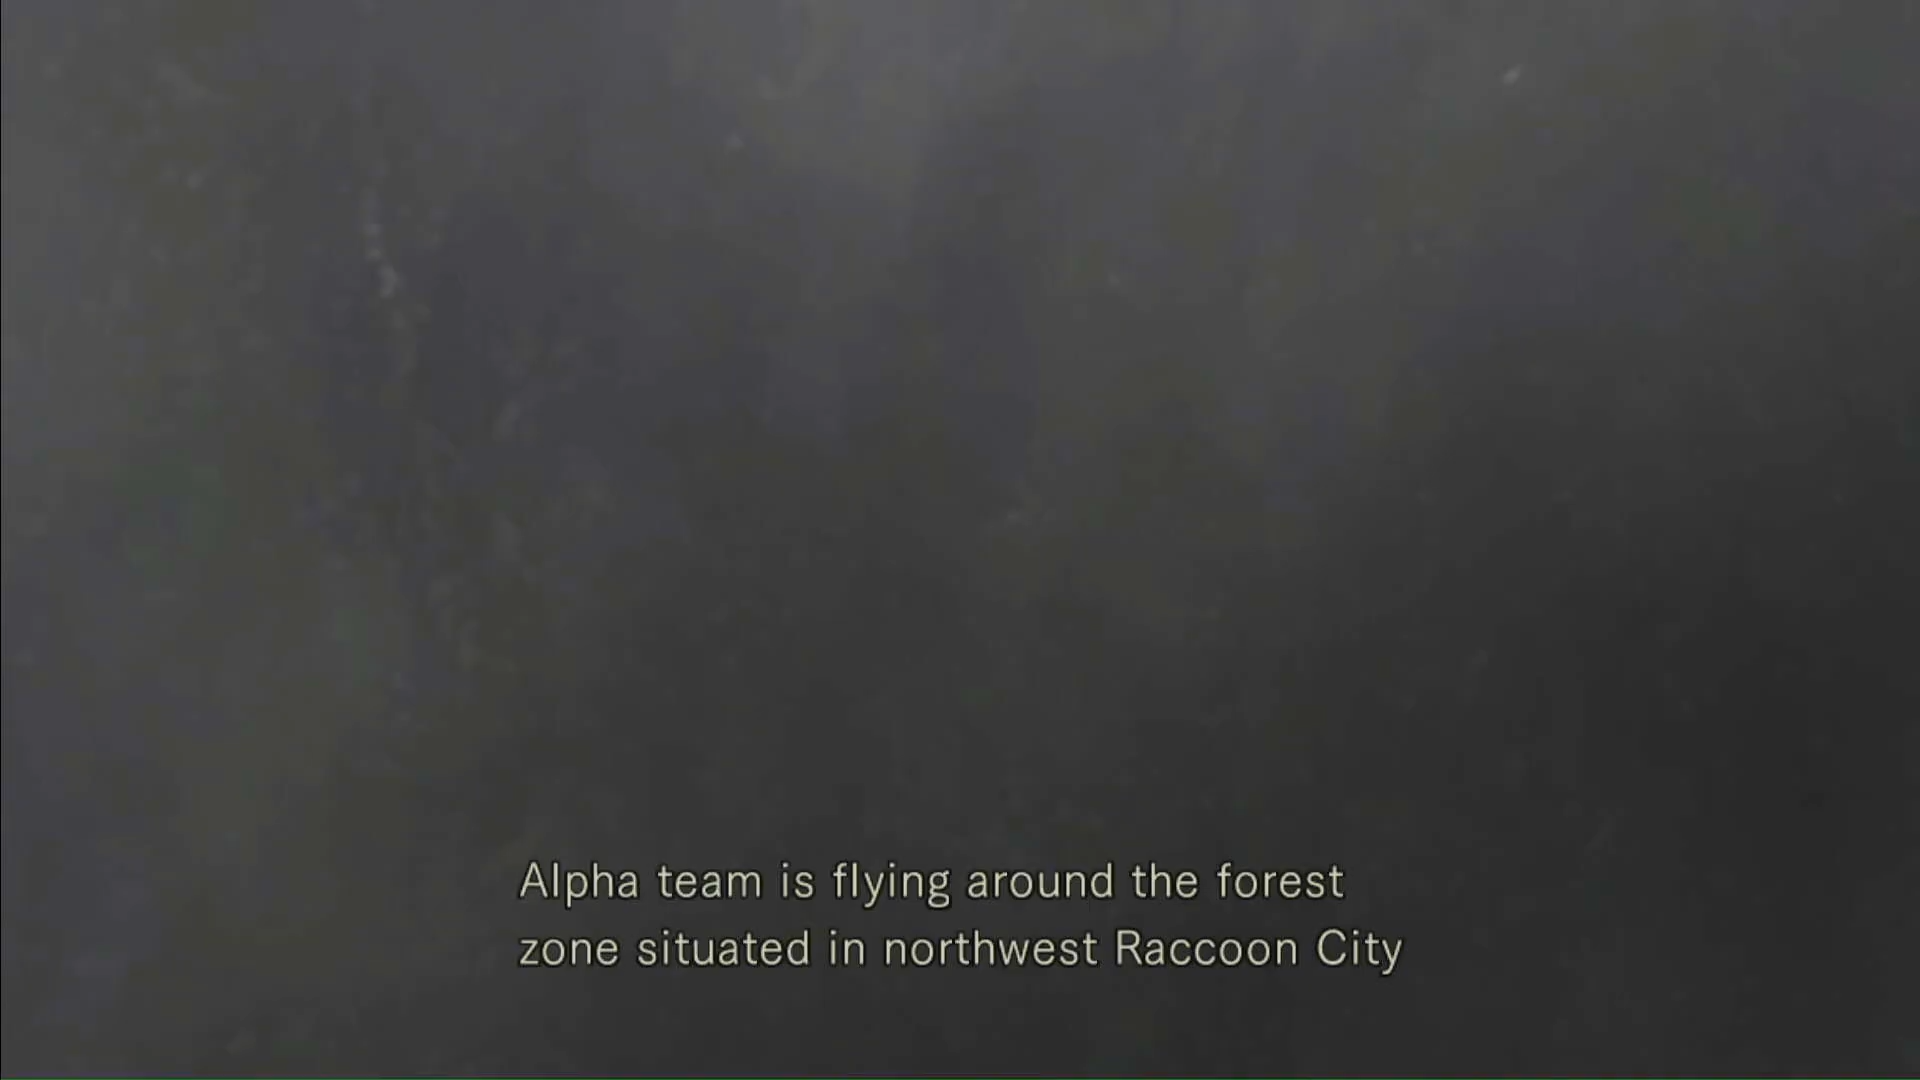 Alpha team is flying around the forest
zone situated in northwest Raccoon City